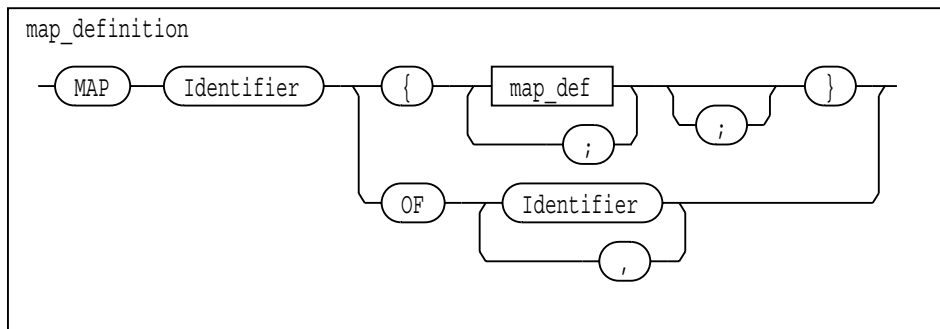 map_definition
MAP Identifier { map_def ; }
;
OF Identifier
,